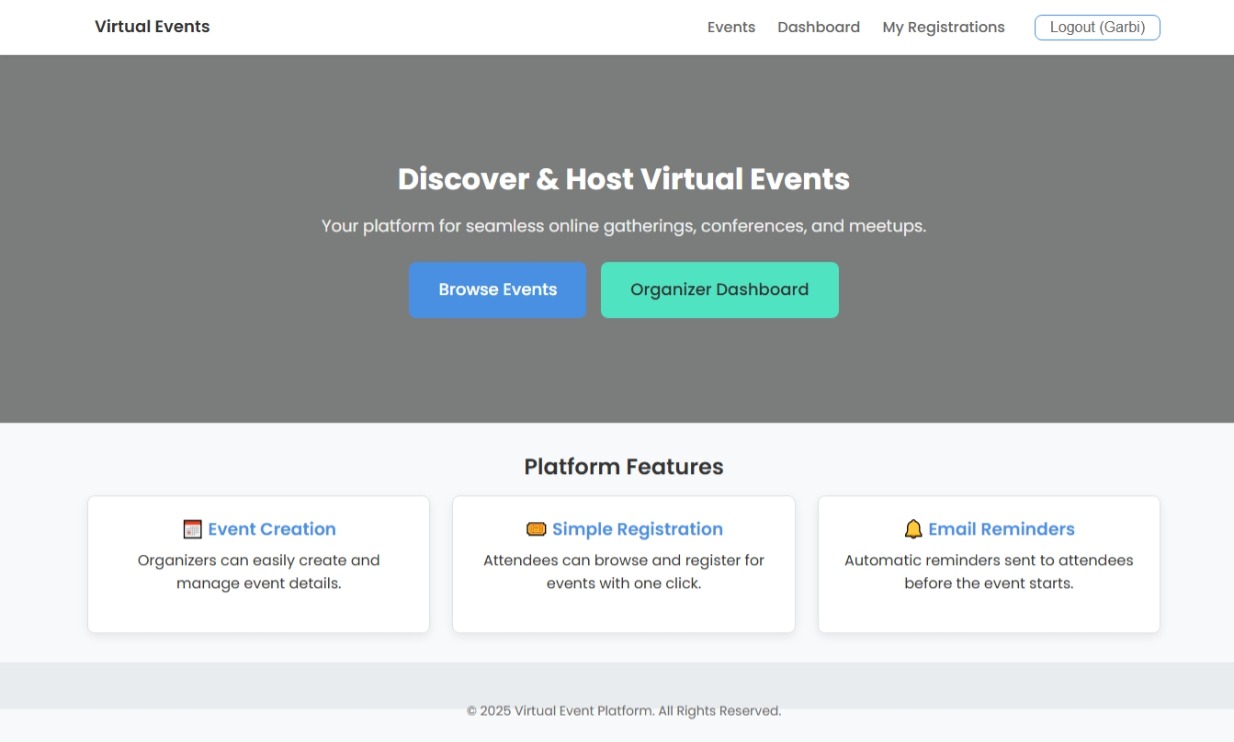 Virtual Events
Events Dashboard My Registrations Logout (Garbi)
Discover & Host Virtual Events
Your platform for seamless online gatherings, conferences, and meetups.
Browse Events
Organizer Dashboard
Platform Features
Event Creation
Organizers can easily create and
manage event details.
Simple Registration
Attendees can browse and register for
events with one click.
Email Reminders
Automatic reminders sent to attendees
before the event starts.
© 2025 Virtual Event Platform. All Rights Reserved.